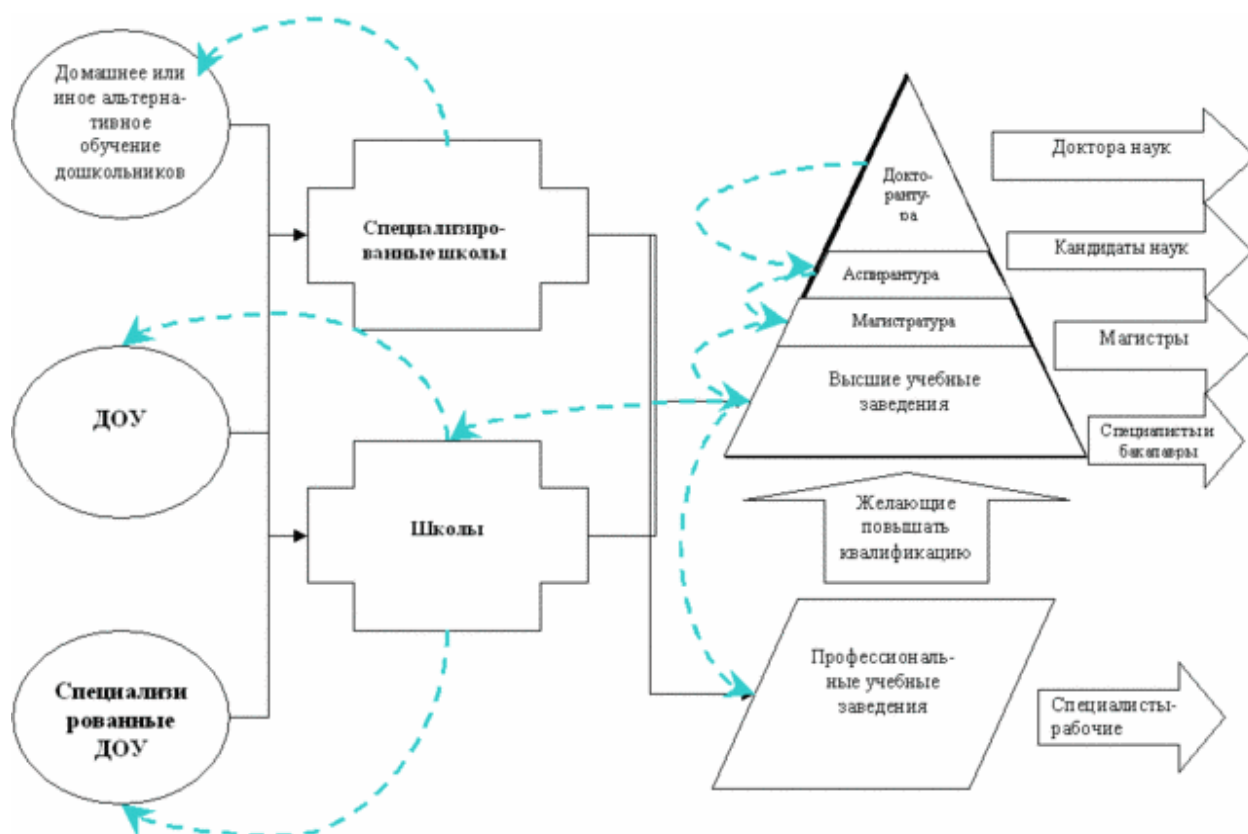 Домашнее или
иное альтерна-
тивное
обучение
дошкольников
ДОУ
Специализи
рованные
ДОУ
Специализиро-
ванные школы
Школы
Докто-
ранту-
ра
Аспирантура
Магистратура
Высшие учебные
заведения
Желающие
повышать
квалификацию
Профессиональ-
ные учебные
заведения
Доктора наук
Кандидаты наук
Магистры
Специалисты и
бакалавры
Специалисты-
рабочие